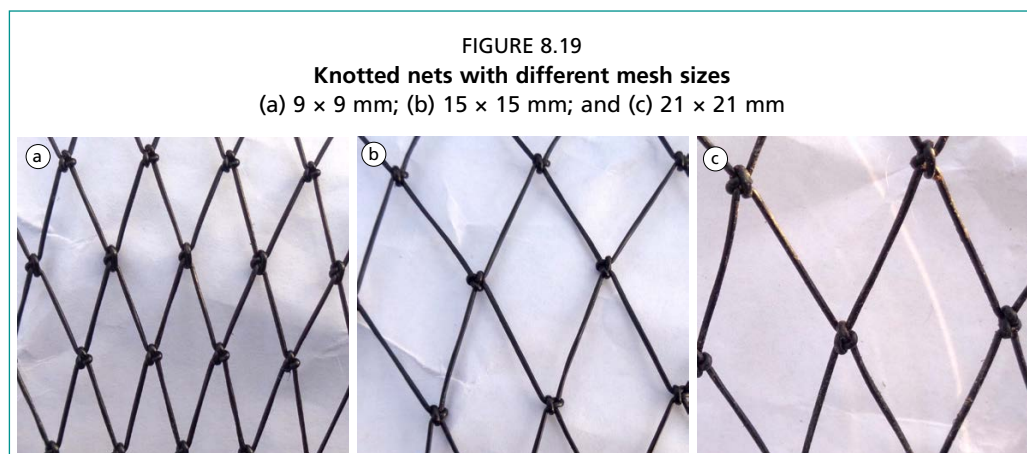 FIGURE 8.19
Knotted nets with different mesh sizes
(a) 9 × 9 mm; (b) 15 × 15 mm; and (c) 21 × 21 mm
a
b
c